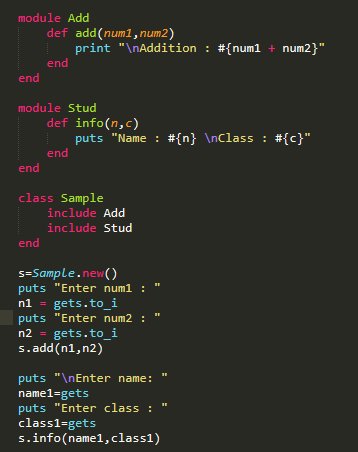 module Add
def add(num1,num2)
print "\nAddition : #{num1 + num2}"
end
end
module Stud
def info(n,c)
puts "Name : #{n} \nClass : #{c}"
end
end
class Sample
include Add
include Stud
end
s=Sample.new()
puts "Enter num1 : "
n1 = gets.to_i
puts "Enter num2 : "
n2 = gets.to_i
s.add(n1,n2)
puts "\nEnter name: "
name1=gets
puts "Enter class : "
class1=gets
s.info(name1,class1)